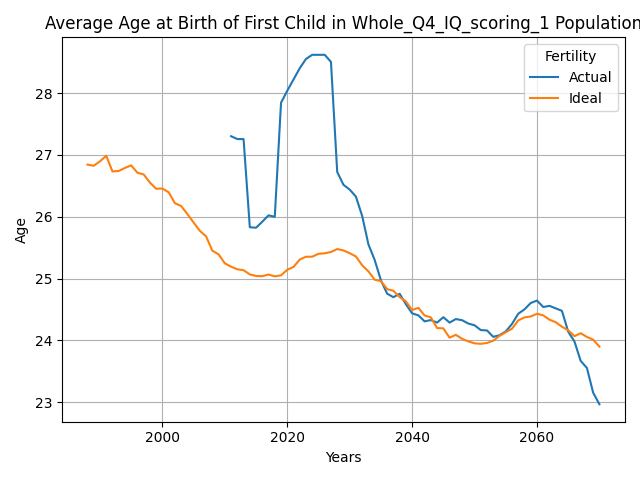 Average Age at Birth of First Child in Whole_Q4_IQ_scoring_1 Population
Fertility
Actual
Ideal
28
27
26
25
24
23
Age
2000
2020
2040
2060
Years